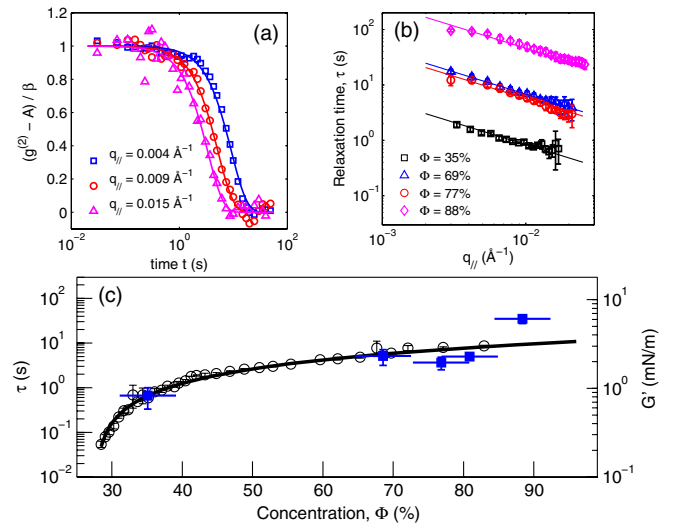 (a)
(g⁽²⁾ − A) / β
1.2
1
0.8
0.6
0.4
0.2
0
q// = 0.004 Å⁻¹
q// = 0.009 Å⁻¹
q// = 0.015 Å⁻¹
10⁻² 10⁰ 10²
time t (s)
(b)
Relaxation time, τ (s)
10²
10¹
10⁰
10⁻¹
Φ = 35%
Φ = 69%
Φ = 77%
Φ = 88%
10⁻³ 10⁻²
q// (Å⁻¹)
(c)
τ (s)
10²
10¹
10⁰
10⁻¹
10⁻²
G' (mN/m)
10¹
10⁰
10⁻¹
30 40 50 60 70 80 90
Concentration, Φ (%)